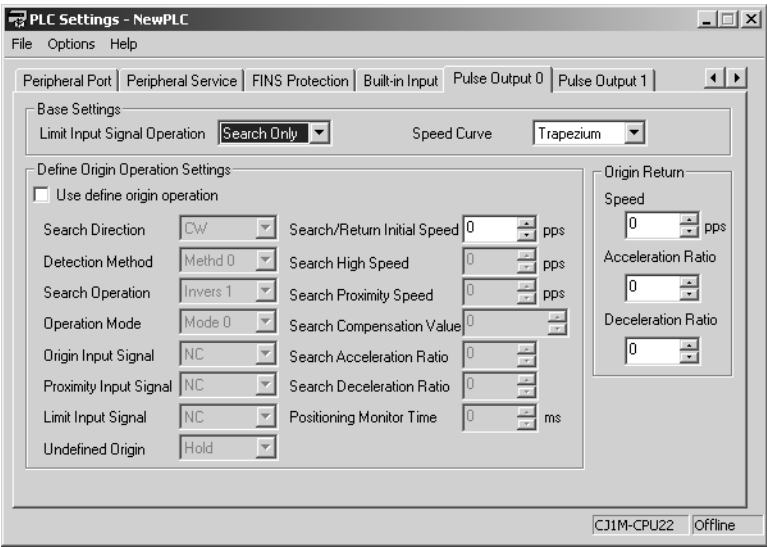 PLC Settings - NewPLC
File Options Help
Peripheral Port Peripheral Service FINS Protection Built-in Input Pulse Output 0 Pulse Output 1
Base Settings
Limit Input Signal Operation Search Only Speed Curve Trapezium
Define Origin Operation Settings
Use define origin operation
Search Direction CW Search/Return Initial Speed 0 pps
Detection Method Methd 0 Search High Speed 0 pps
Search Operation Invers 1 Search Proximity Speed 0 pps
Operation Mode Mode 0 Search Compensation Value 0
Origin Input Signal NC Search Acceleration Ratio 0
Proximity Input Signal NC Search Deceleration Ratio 0
Limit Input Signal NC Positioning Monitor Time 0 ms
Undefined Origin Hold
Origin Return
Speed
0 pps
Acceleration Ratio
0
Deceleration Ratio
0
CJ1M-CPU22 Offline